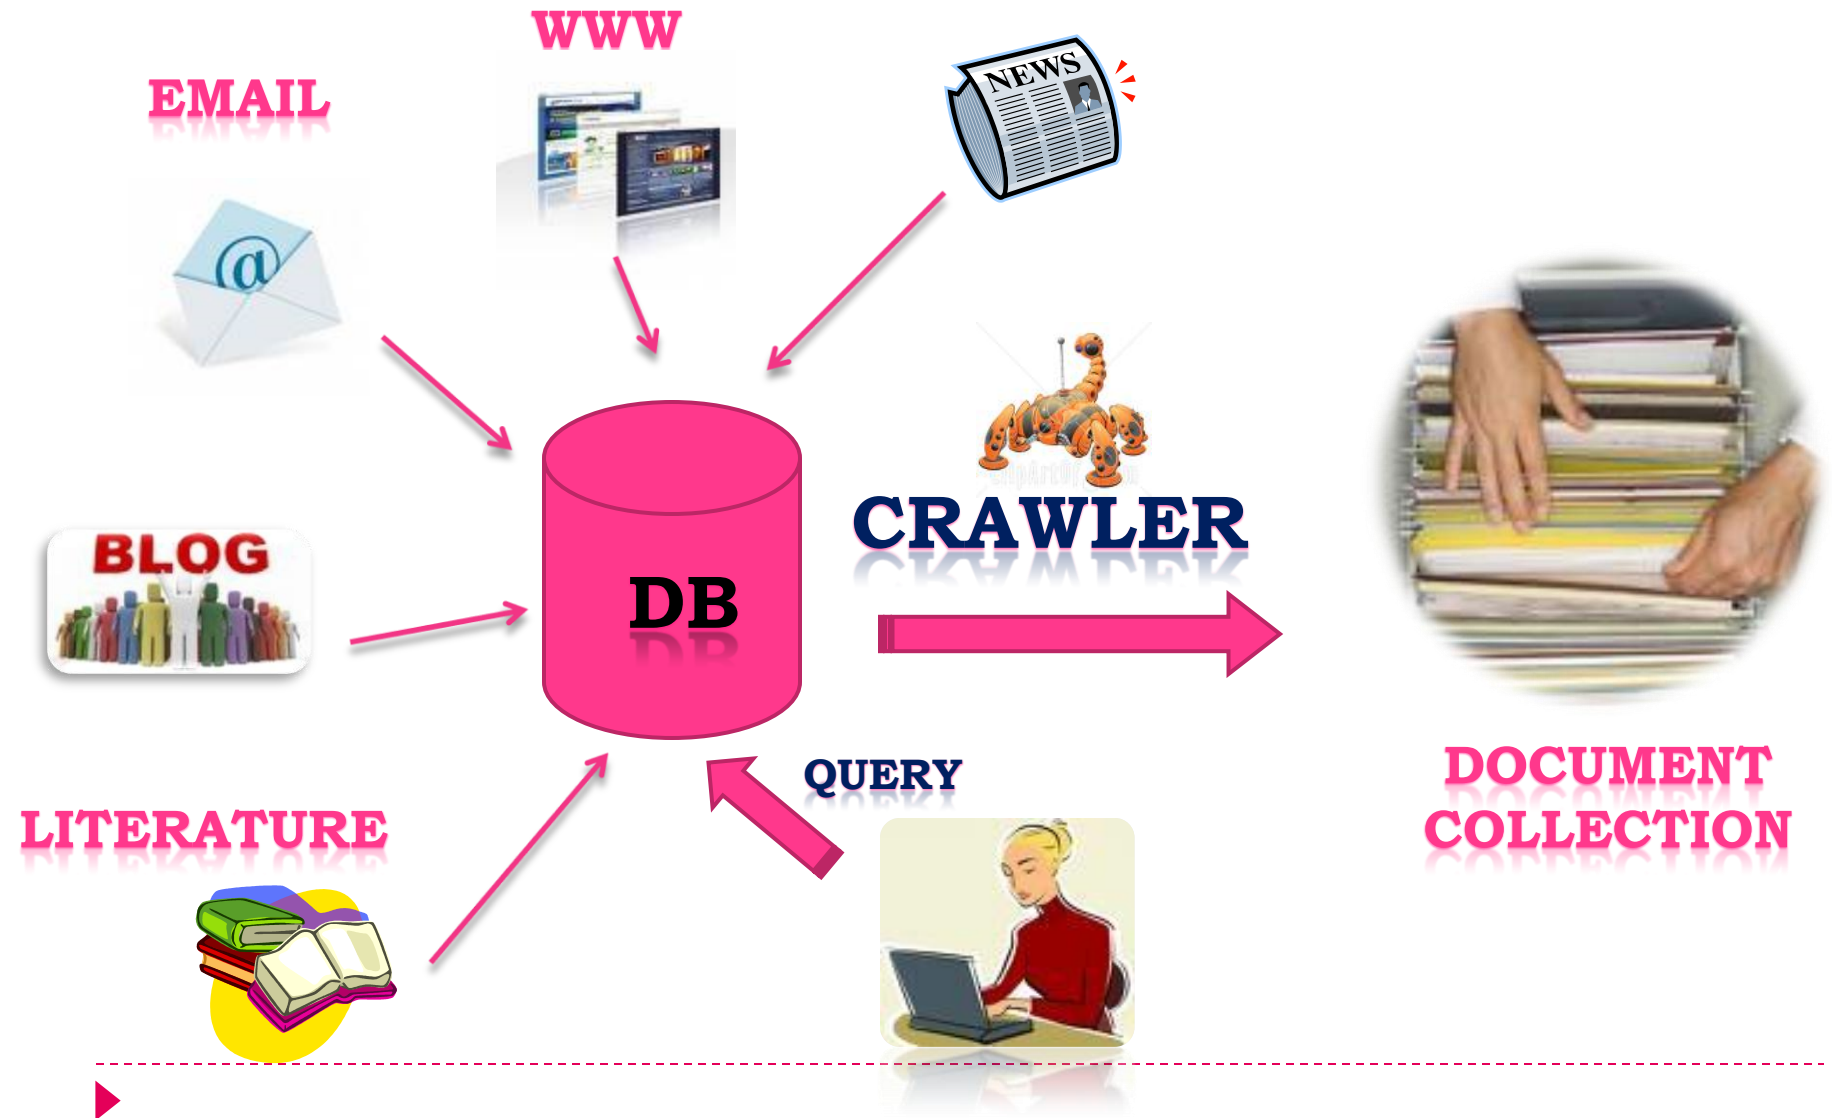 WWW
EMAIL
NEWS
@
CRAWLER
BLOG
DB
QUERY
DOCUMENT
COLLECTION
LITERATURE